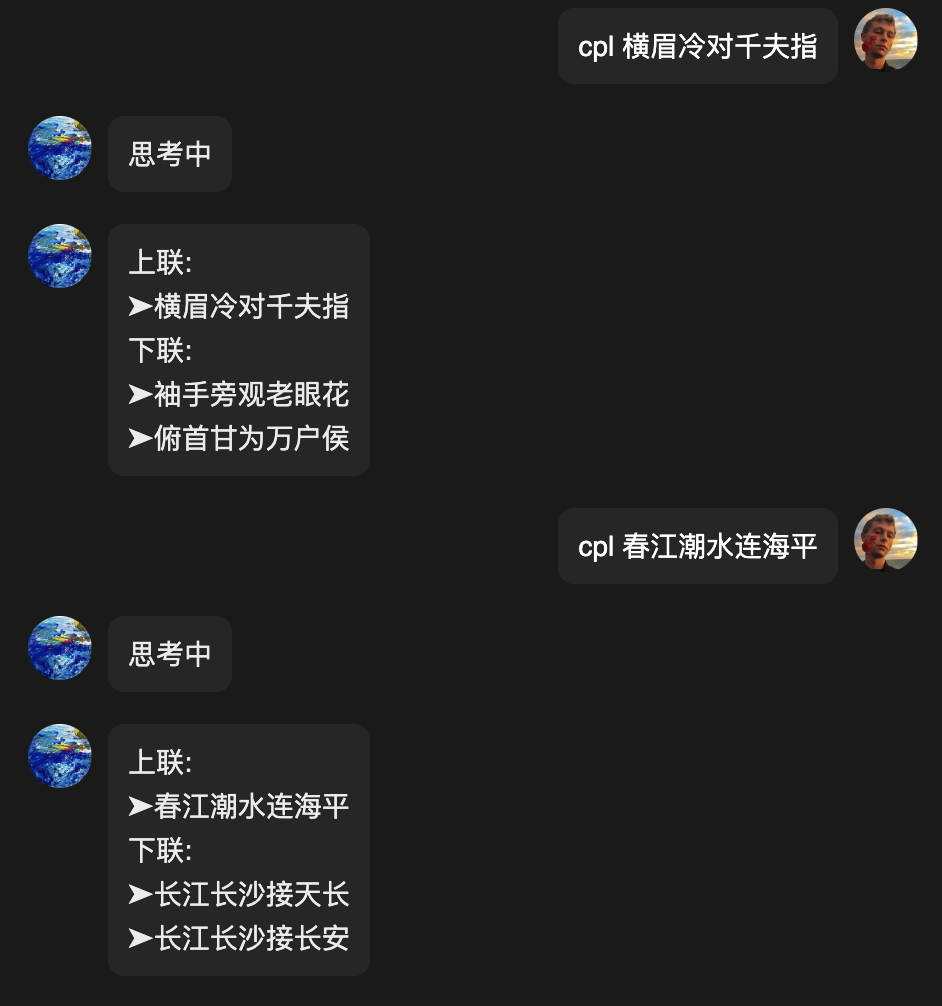 cpl 横眉冷对千夫指
思考中
上联:
➤横眉冷对千夫指
下联:
➤袖手旁观老眼花
➤俯首甘为万户侯
cpl 春江潮水连海平
思考中
上联:
➤春江潮水连海平
下联:
➤长江长沙接天长
➤长江长沙接长安